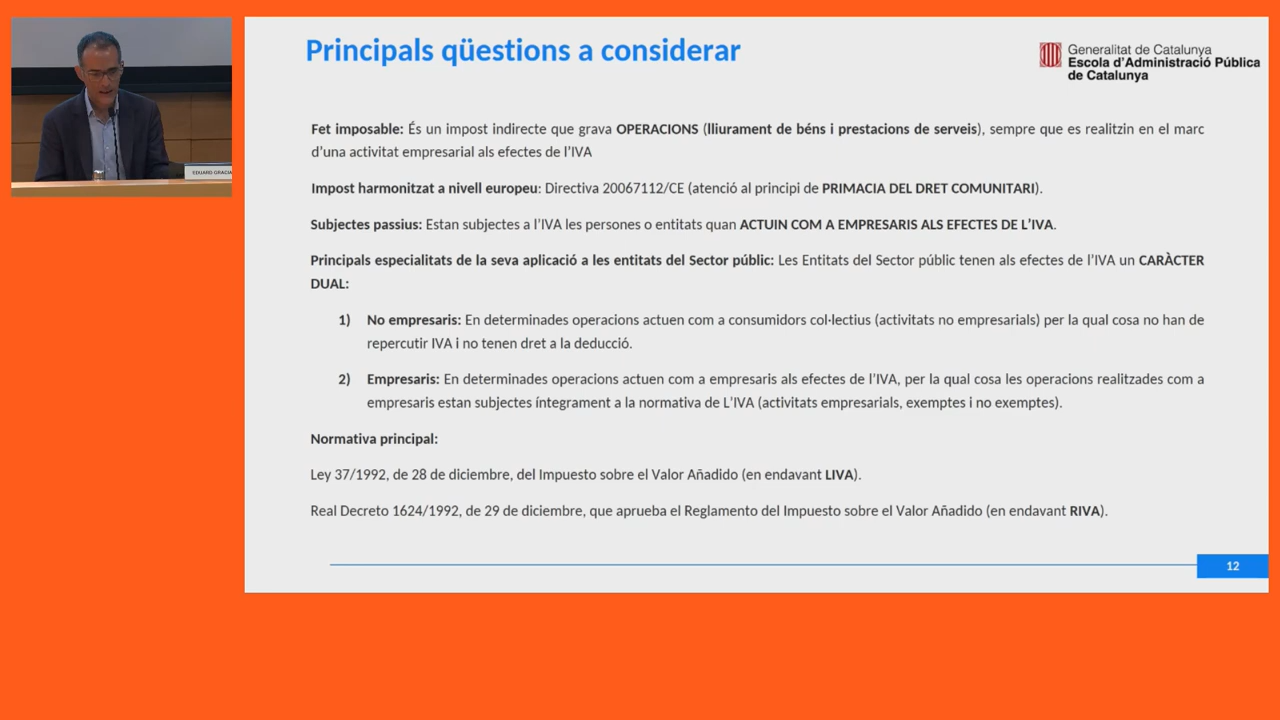 Principals qüestions a considerar
Generalitat de Catalunya
Escola d'Administració Pública
de Catalunya
EDUARD GRACIA
Fet imposable: És un impost indirecte que grava OPERACIONS (lliurament de béns i prestacions de serveis), sempre que es realitzin en el marc
d'una activitat empresarial als efectes de l'IVA
Impost harmonitzat a nivell europeu: Directiva 20067112/CE (atenció al principi de PRIMACIA DEL DRET COMUNITARI).
Subjectes passius: Estan subjectes a l'IVA les persones o entitats quan ACTUIN COM A EMPRESARIS ALS EFECTES DE L'IVA.
Principals especialitats de la seva aplicació a les entitats del Sector públic: Les Entitats del Sector públic tenen als efectes de l'IVA un CARÀCTER
DUAL:
1) No empresaris: En determinades operacions actuen com a consumidors col·lectius (activitats no empresarials) per la qual cosa no han de
repercutir IVA i no tenen dret a la deducció.
2) Empresaris: En determinades operacions actuen com a empresaris als efectes de l'IVA, per la qual cosa les operacions realitzades com a
empresaris estan subjectes íntegrament a la normativa de L'IVA (activitats empresarials, exemptes i no exemptes).
Normativa principal:
Ley 37/1992, de 28 de diciembre, del Impuesto sobre el Valor Añadido (en endavant LIVA).
Real Decreto 1624/1992, de 29 de diciembre, que aprueba el Reglamento del Impuesto sobre el Valor Añadido (en endavant RIVA).
12